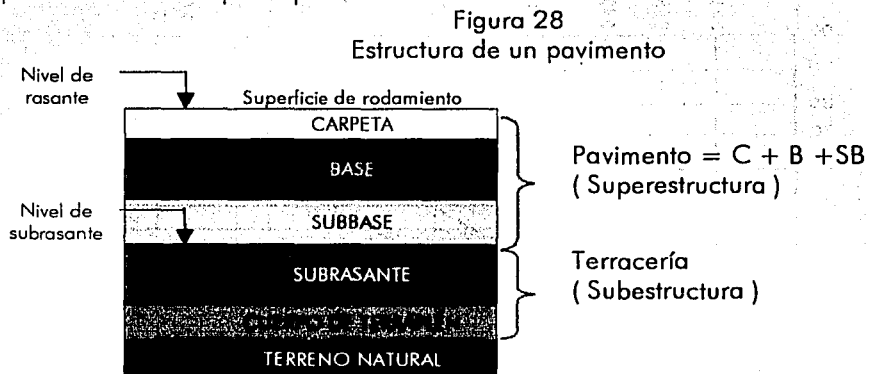 Figura 28
Estructura de un pavimento
Nivel de
rasante
Superficie de rodamiento
CARPETA
BASE
Pavimento = C + B +SB
( Superestructura )
Nivel de
subrasante
SUBBASE
SUBRASANTE
Terracería
( Subestructura )
TERRENO NATURAL